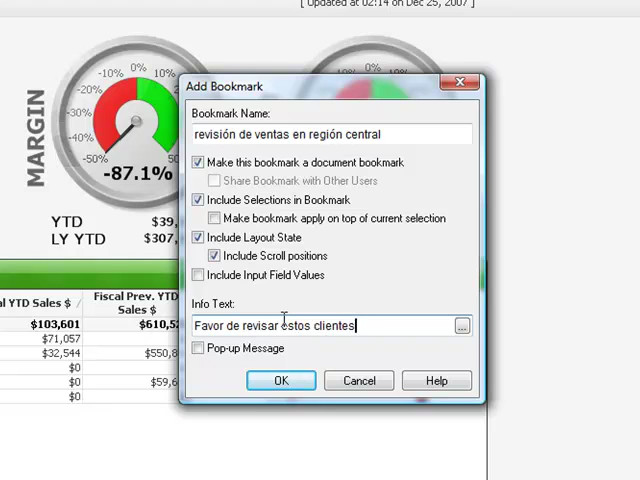 [ Updated at 02:14 on Dec 25, 2007 ]
MARGIN
-50%
-40%
-30%
-20%
-10%
0%
10%
-87.1%
YTD $39,
LY YTD $307,
-10% 0% 10%
Add Bookmark
Bookmark Name:
revisión de ventas en región central
Make this bookmark a document bookmark
Share Bookmark with Other Users
Include Selections in Bookmark
Make bookmark apply on top of current selection
Include Layout State
Include Scroll positions
Include Input Field Values
Info Text:
Favor de revisar estos clientes
...
Pop-up Message
OK Cancel Help
al YTD Sales $ / Fiscal Prev. YTD Sales $
$103,601 $610,52
$71,057
$32,544 $550,8
$0
$0 $59,6
$0